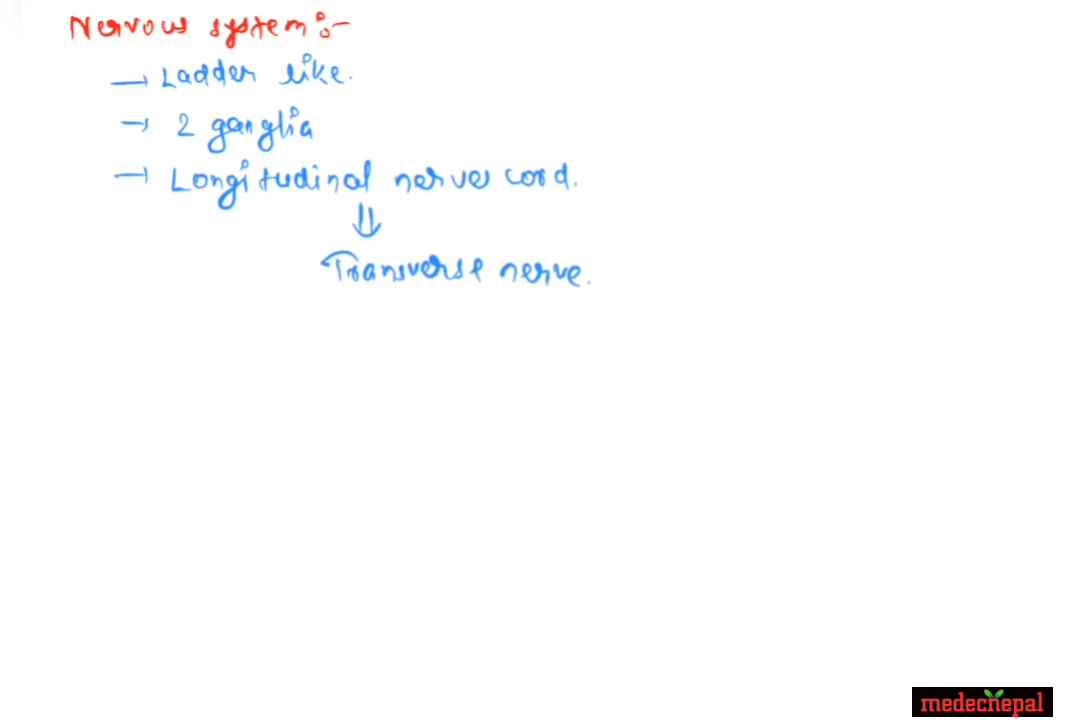 Nervous system:-
→ Ladder like.
→ 2 ganglia
→ Longitudinal nerve cord.
⇓
Transverse nerve.
medecnepal